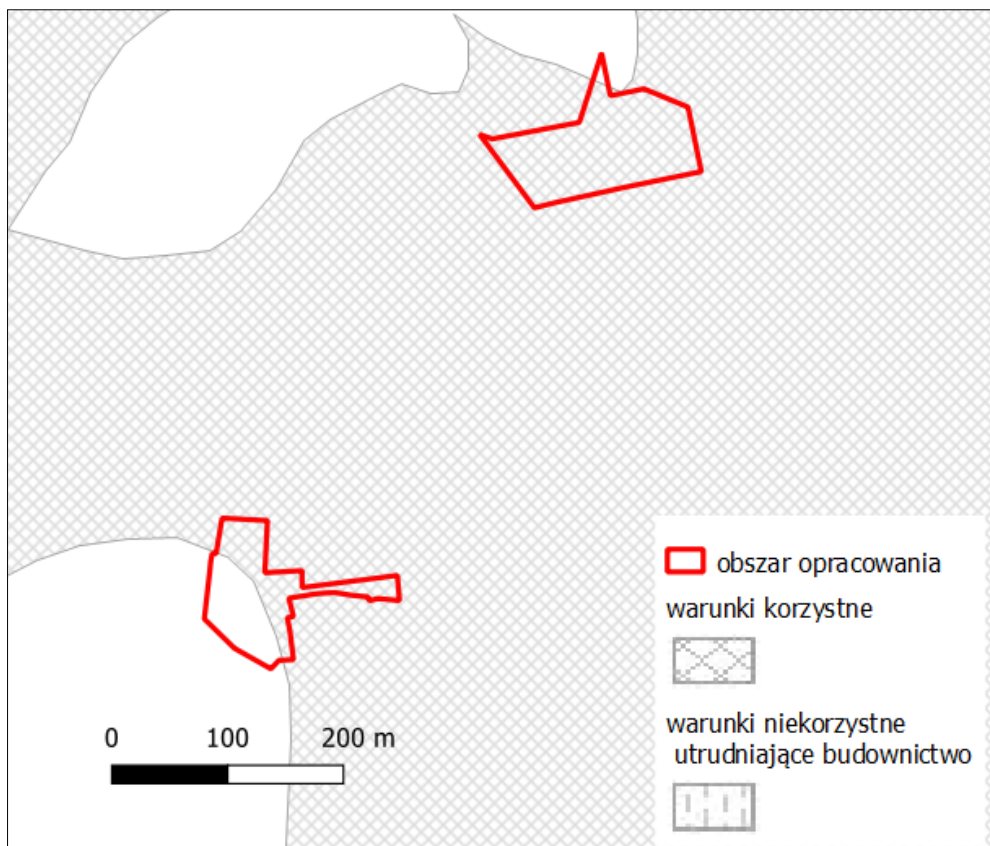 obszar opracowania
warunki korzystne
warunki niekorzystne
utrudniające budownictwo
0 100 200 m